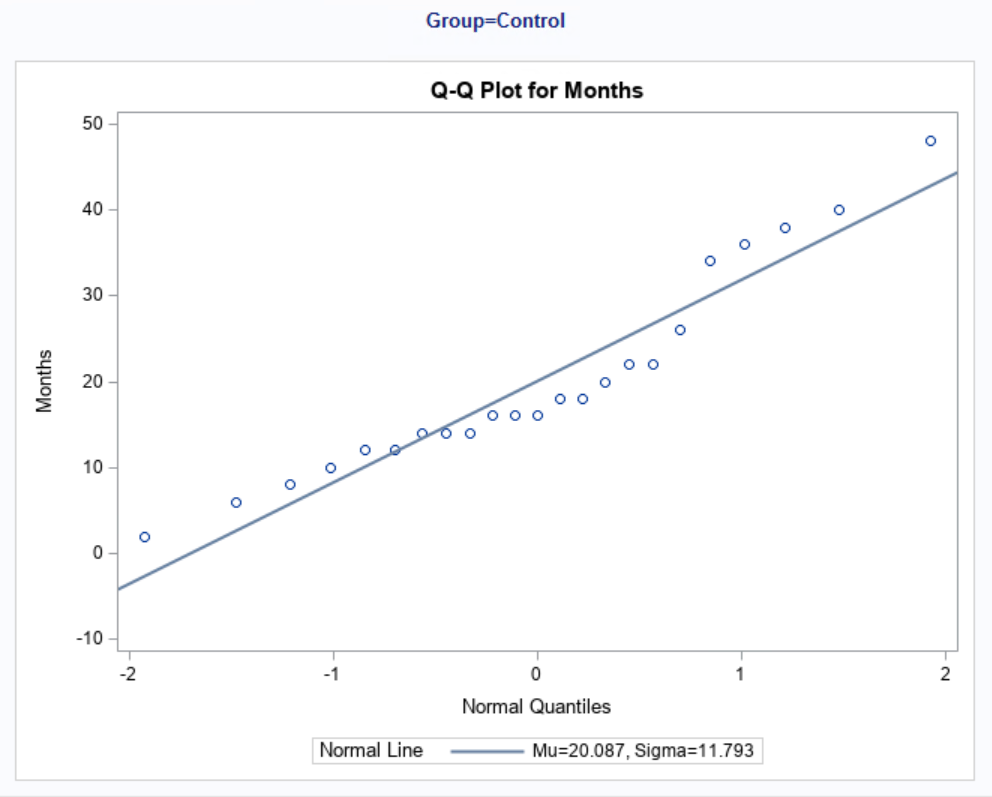 Group=Control
Q-Q Plot for Months
50
40
30
20
10
0
-10
Months
-2 -1 0 1 2
Normal Quantiles
Normal Line Mu=20.087, Sigma=11.793